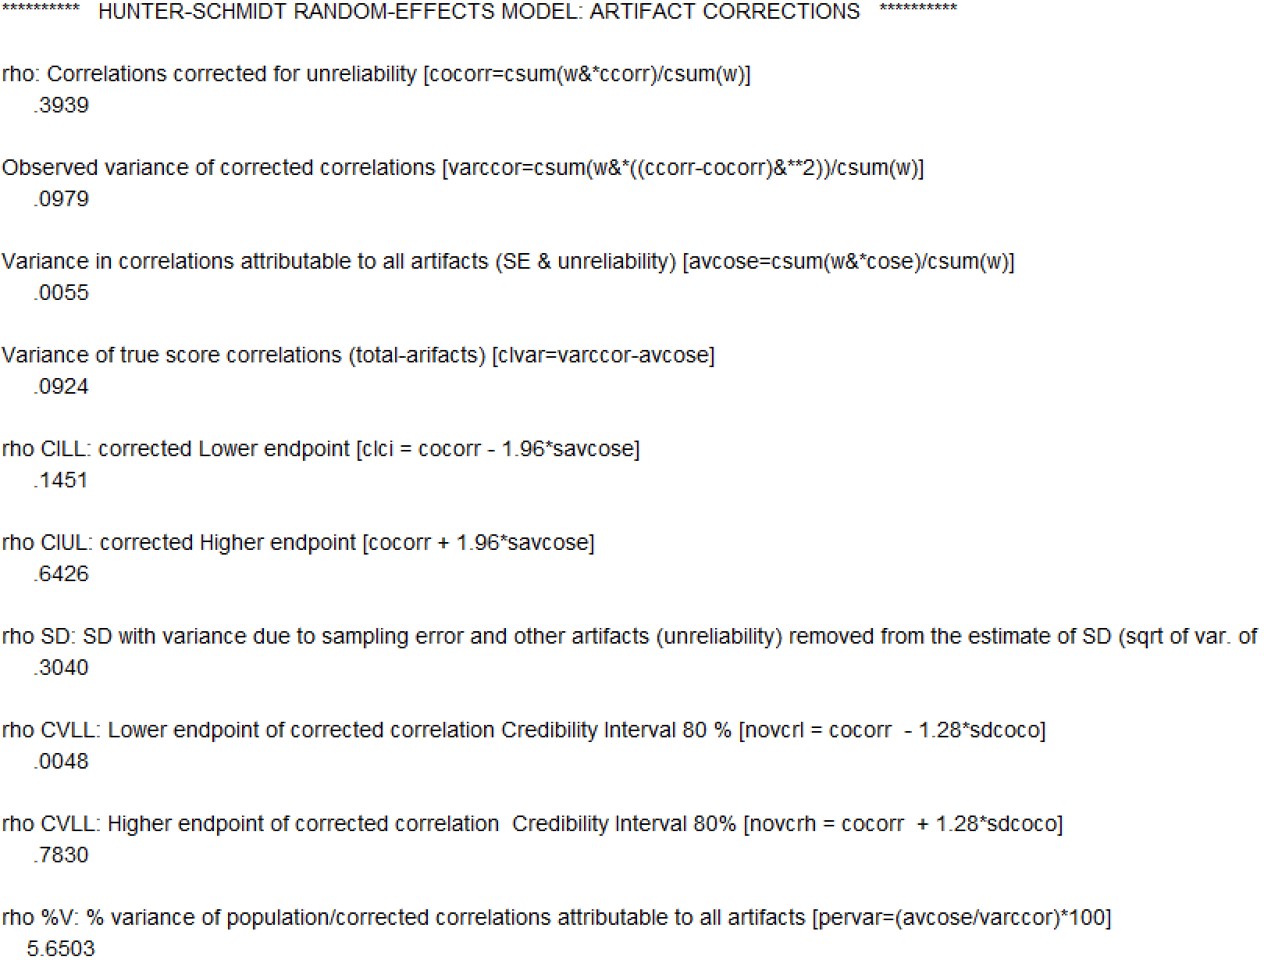 ********** HUNTER-SCHMIDT RANDOM-EFFECTS MODEL: ARTIFACT CORRECTIONS **********
rho: Correlations corrected for unreliability [cocorr=csum(w&*ccorr)/csum(w)]
.3939
Observed variance of corrected correlations [varccor=csum(w&*((ccorr-cocorr)&**2))/csum(w)]
.0979
Variance in correlations attributable to all artifacts (SE & unreliability) [avcose=csum(w&*cose)/csum(w)]
.0055
Variance of true score correlations (total-arifacts) [clvar=varccor-avcose]
.0924
rho CILL: corrected Lower endpoint [clci = cocorr - 1.96*savcose]
.1451
rho CIUL: corrected Higher endpoint [cocorr + 1.96*savcose]
.6426
rho SD: SD with variance due to sampling error and other artifacts (unreliability) removed from the estimate of SD (sqrt of var. of
.3040
rho CVLL: Lower endpoint of corrected correlation Credibility Interval 80 % [novcrl = cocorr - 1.28*sdcoco]
.0048
rho CVLL: Higher endpoint of corrected correlation Credibility Interval 80% [novcrh = cocorr + 1.28*sdcoco]
.7830
rho %V: % variance of population/corrected correlations attributable to all artifacts [pervar=(avcose/varccor)*100]
5.6503